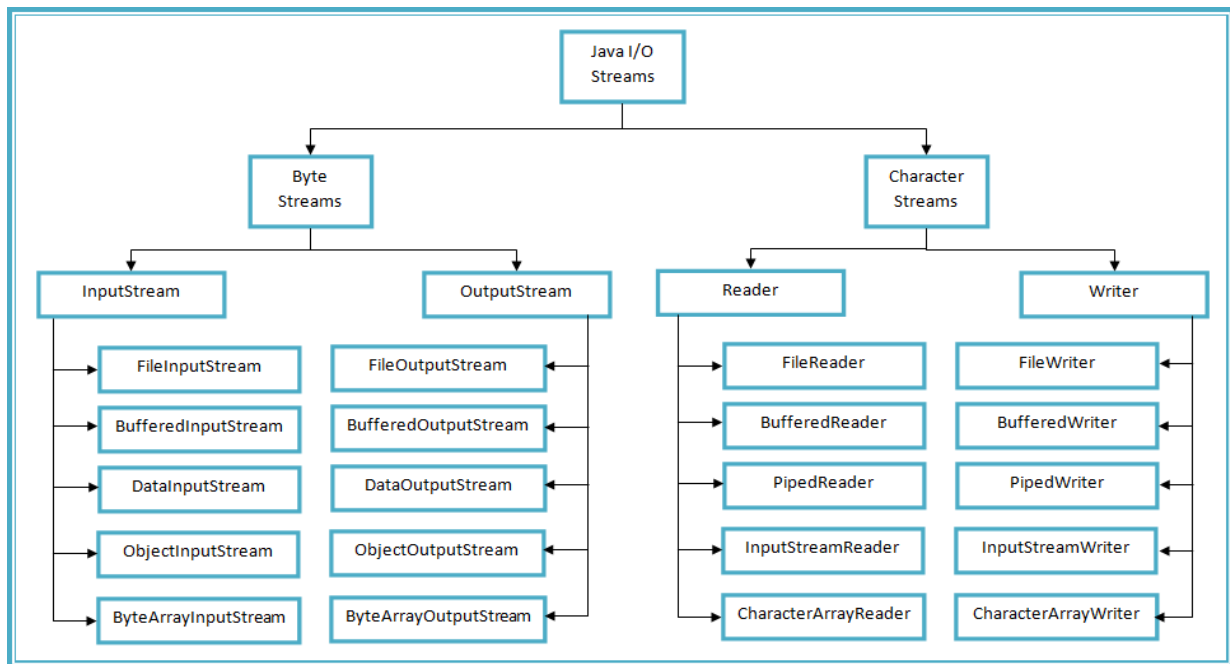 Java I/O
Streams
Byte
Streams
Character
Streams
InputStream
OutputStream
Reader
Writer
FileInputStream
FileOutputStream
FileReader
FileWriter
BufferedInputStream
BufferedOutputStream
BufferedReader
BufferedWriter
DataInputStream
DataOutputStream
PipedReader
PipedWriter
ObjectInputStream
ObjectOutputStream
InputStreamReader
InputStreamWriter
ByteArrayInputStream
ByteArrayOutputStream
CharacterArrayReader
CharacterArrayWriter